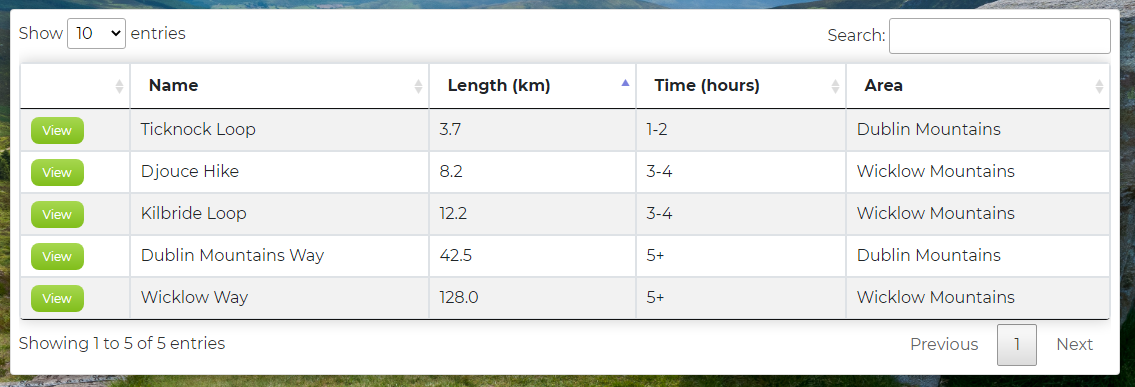 Show 10 entries Search:
Name Length (km) Time (hours) Area
View Ticknock Loop 3.7 1-2 Dublin Mountains
View Djouce Hike 8.2 3-4 Wicklow Mountains
View Kilbride Loop 12.2 3-4 Wicklow Mountains
View Dublin Mountains Way 42.5 5+ Dublin Mountains
View Wicklow Way 128.0 5+ Wicklow Mountains
Showing 1 to 5 of 5 entries Previous 1 Next